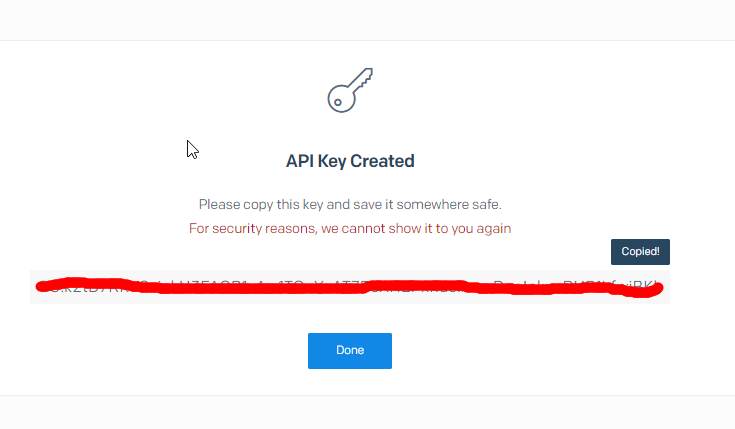 API Key Created
Please copy this key and save it somewhere safe.
For security reasons, we cannot show it to you again
Copied!
Done